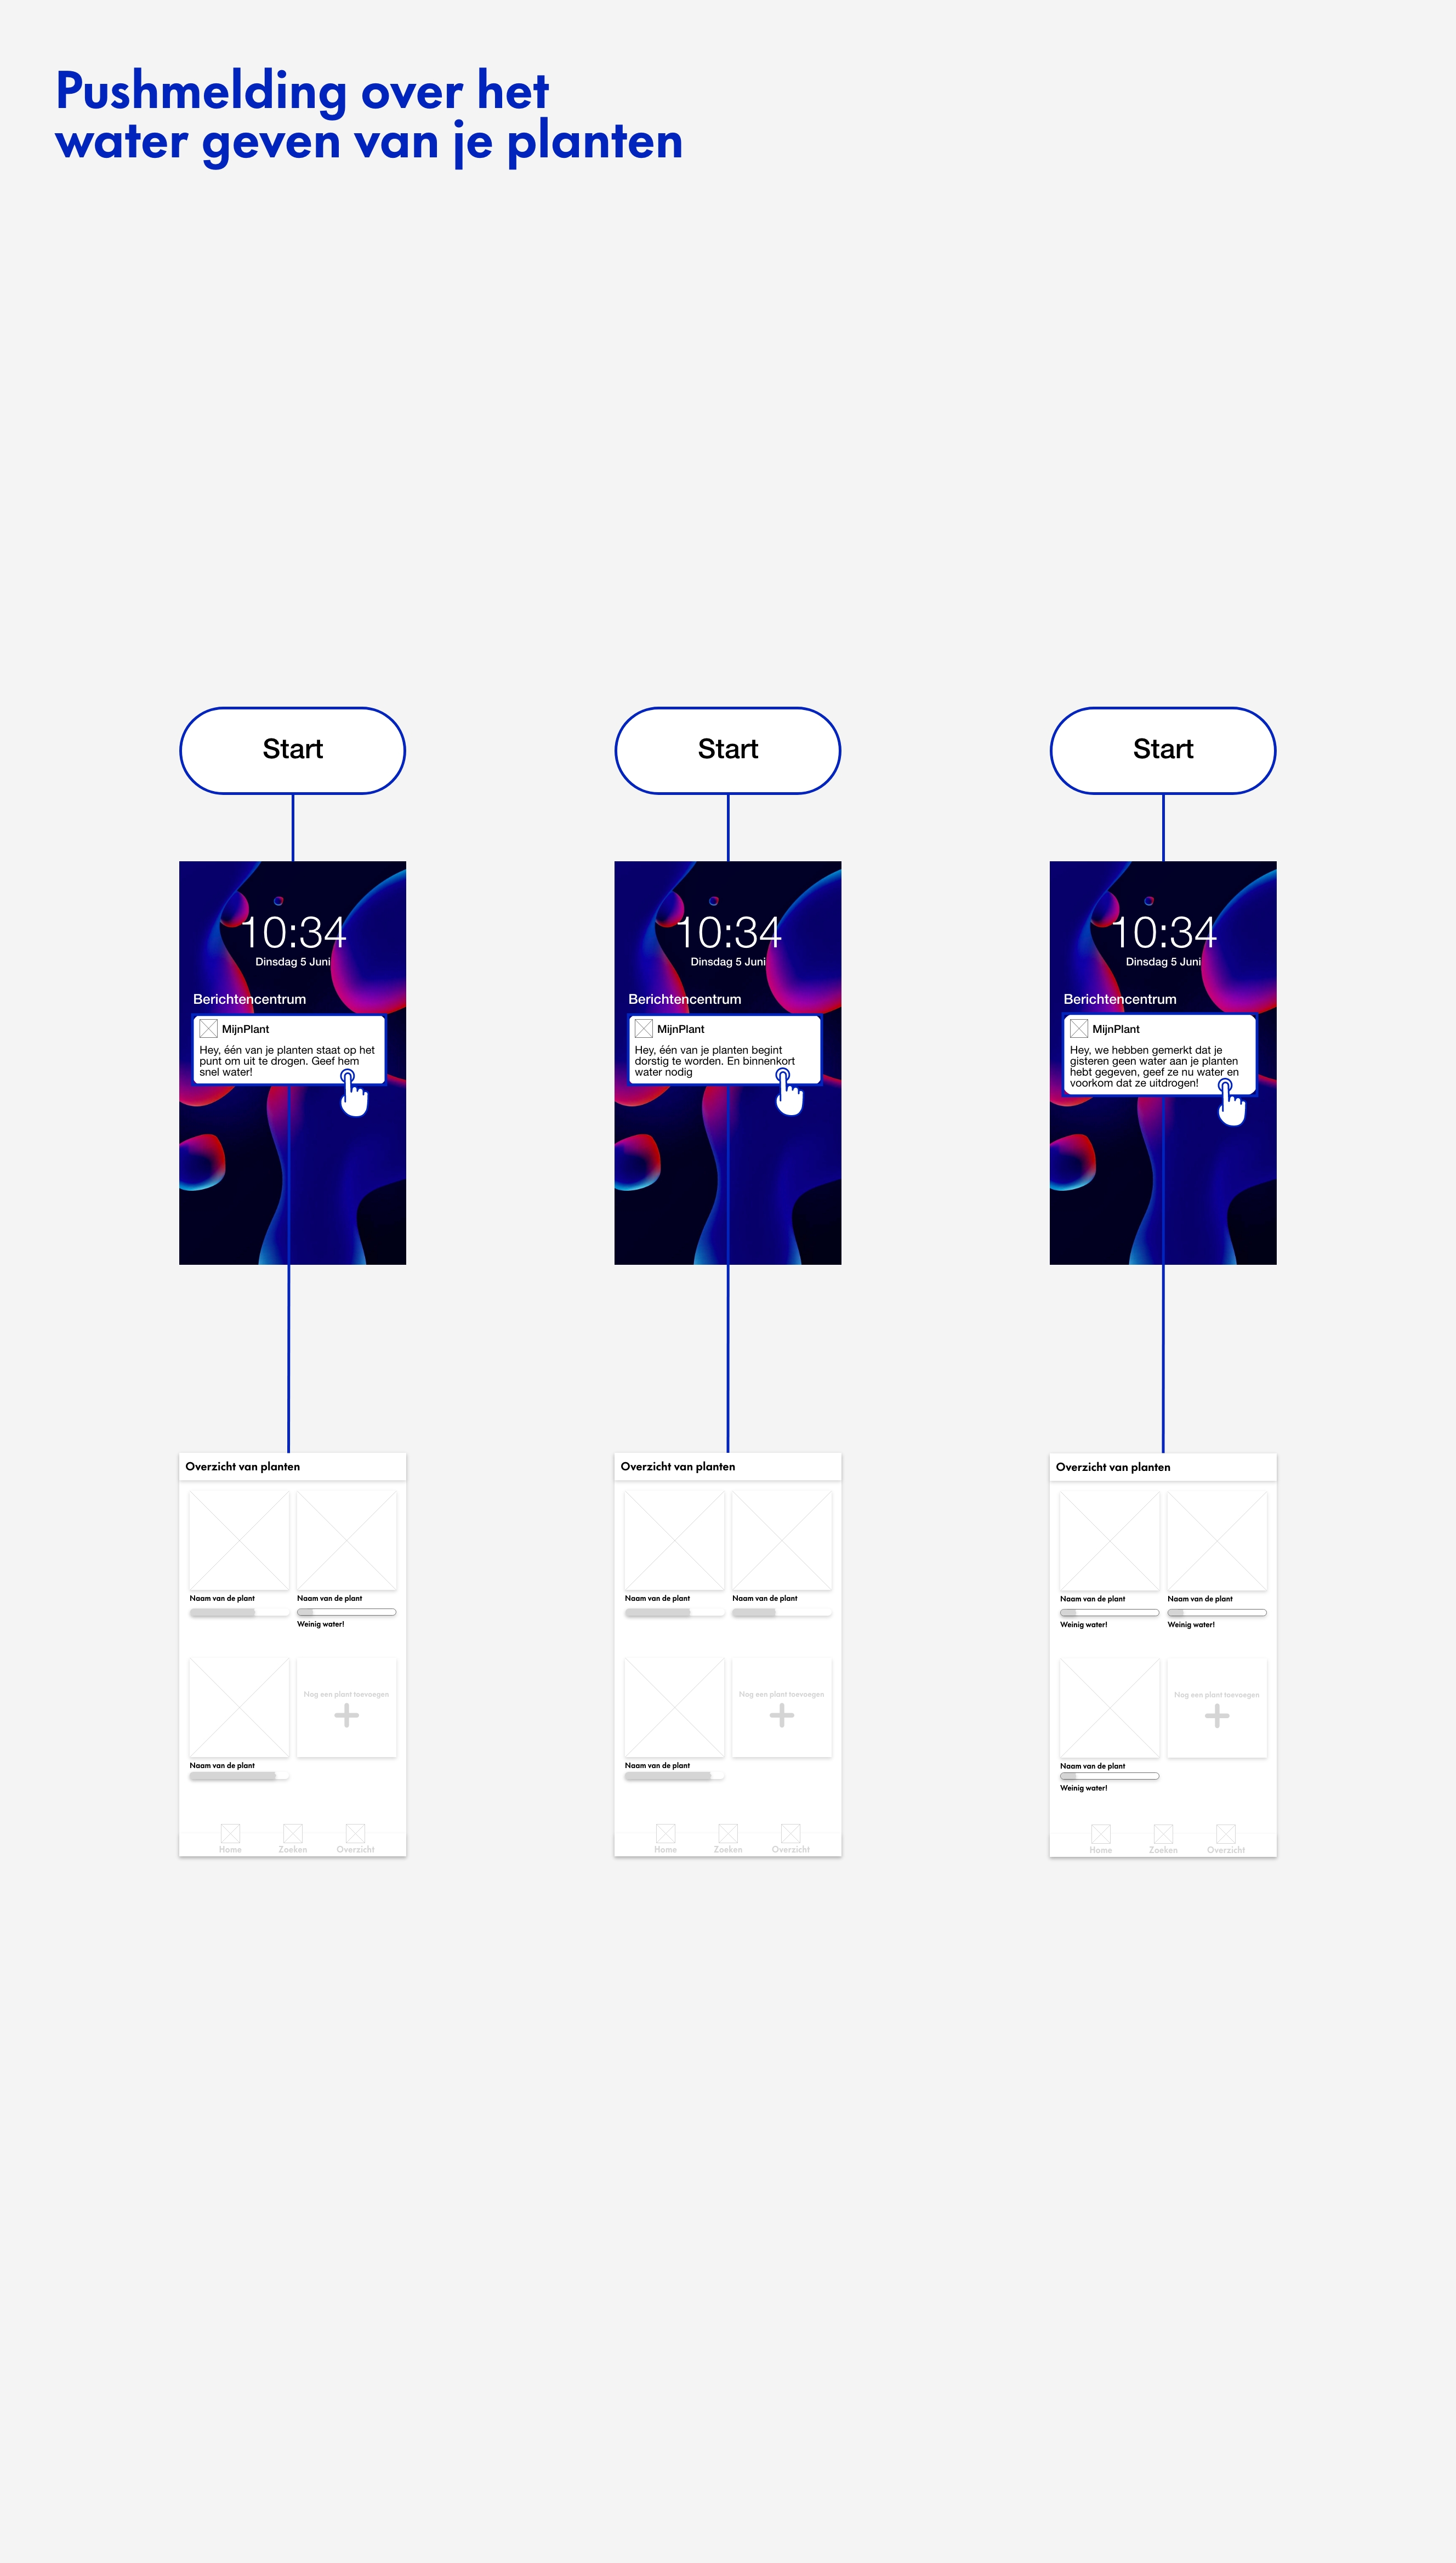 Pushmelding over het
water geven van je planten
Start
10:34
Dinsdag 5 Juni
Berichtencentrum
MijnPlant
Hey, één van je planten staat op het
punt om uit te drogen. Geef hem
snel water!
Overzicht van planten
Naam van de plant
Naam van de plant
Weinig water!
Nog een plant toevoegen
Naam van de plant
Home
Zoeken
Overzicht
Start
10:34
Dinsdag 5 Juni
Berichtencentrum
MijnPlant
Hey, één van je planten begint
dorstig te worden. En binnenkort
water nodig
Overzicht van planten
Naam van de plant
Naam van de plant
Nog een plant toevoegen
Naam van de plant
Home
Zoeken
Overzicht
Start
10:34
Dinsdag 5 Juni
Berichtencentrum
MijnPlant
Hey, we hebben gemerkt dat je
gisteren geen water aan je planten
hebt gegeven, geef ze nu water en
voorkom dat ze uitdrogen!
Overzicht van planten
Naam van de plant
Weinig water!
Naam van de plant
Weinig water!
Nog een plant toevoegen
Naam van de plant
Weinig water!
Home
Zoeken
Overzicht